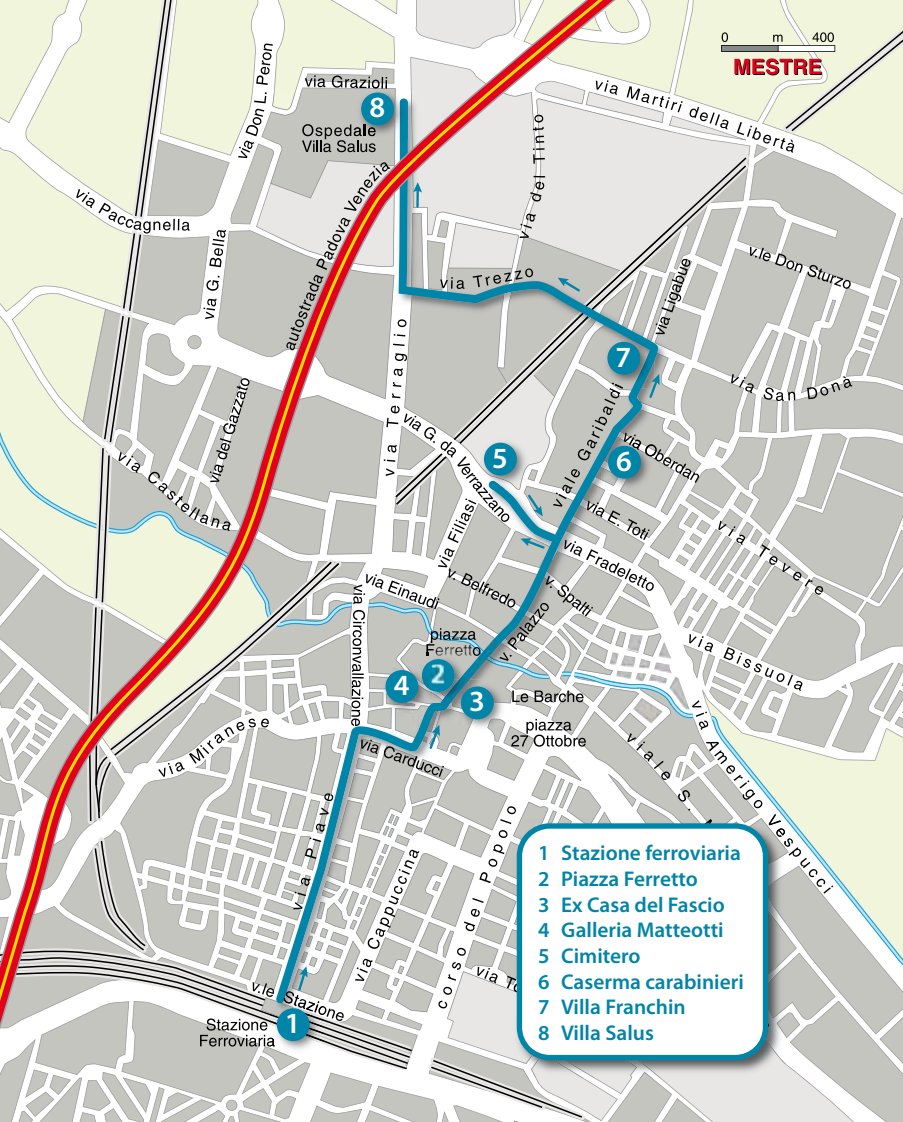 0 m 400
MESTRE
via Martiri della Libertà
via Grazioli
8
Ospedale
Villa Salus
via Don L. Peron
via del Tinto
via Paccagnella
autostrada Padova Venezia
via G. Bella
v.le Don Sturzo
via Trezzo
via Ligabue
7
via Terraglio
via San Donà
via del Gazzato
viale Garibaldi
via G. da Verrazzano
via Oberdan
5
6
via Castellana
via Filiasi
via E. Toti
via Tevere
via Fradeletto
via Einaudi
v. Belfredo
v. Spalti
via Circonvallazione
v. Palazzo
piazza
Ferretto
via Bissuola
2
4
3
Le Barche
piazza
27 Ottobre
via Miranese
via Carducci
viale S.
via Amerigo Vespucci
via Piave
via Cappuccina
corso del Popolo
v.le Stazione
Stazione
Ferroviaria
1
1 Stazione ferroviaria
2 Piazza Ferretto
3 Ex Casa del Fascio
4 Galleria Matteotti
5 Cimitero
6 Caserma carabinieri
7 Villa Franchin
8 Villa Salus
via